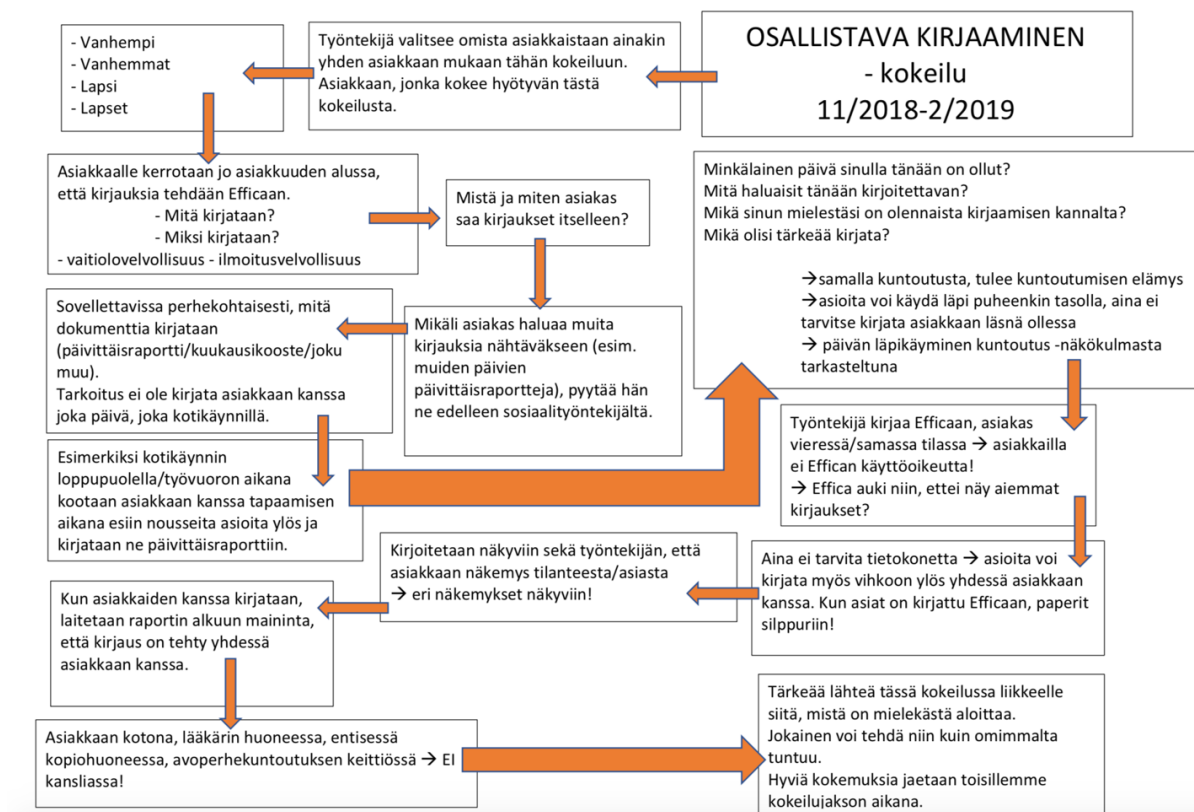 OSALLISTAVA KIRJAAMINEN
- kokeilu
11/2018-2/2019
Työntekijä valitsee omista asiakkaistaan ainakin
yhden asiakkaan mukaan tähän kokeiluun.
Asiakkaan, jonka kokee hyötyvän tästä
kokeilusta.
- Vanhempi
- Vanhemmat
- Lapsi
- Lapset
Asiakkaalle kerrotaan jo asiakkuuden alussa,
että kirjauksia tehdään Efficaan.
- Mitä kirjataan?
- Miksi kirjataan?
- vaitiolovelvollisuus - ilmoitusvelvollisuus
Mistä ja miten asiakas
saa kirjaukset itselleen?
Mikäli asiakas haluaa muita
kirjauksia nähtäväkseen (esim.
muiden päivien
päivittäisraportteja), pyytää hän
ne edelleen sosiaalityöntekijältä.
Sovellettavissa perhekohtaisesti, mitä
dokumenttia kirjataan
(päivittäisraportti/kuukausikooste/joku
muu).
Tarkoitus ei ole kirjata asiakkaan kanssa
joka päivä, joka kotikäynnillä.
Esimerkiksi kotikäynnin
loppupuolella/työvuoron aikana
kootaan asiakkaan kanssa tapaamisen
aikana esiin nousseita asioita ylös ja
kirjataan ne päivittäisraporttiin.
Minkälainen päivä sinulla tänään on ollut?
Mitä haluaisit tänään kirjoitettavan?
Mikä sinun mielestäsi on olennaista kirjaamisen kannalta?
Mikä olisi tärkeää kirjata?
→samalla kuntoutusta, tulee kuntoutumisen elämys
→asioita voi käydä läpi puheenkin tasolla, aina ei
tarvitse kirjata asiakkaan läsnä ollessa
→ päivän läpikäyminen kuntoutus -näkökulmasta
tarkasteltuna
Työntekijä kirjaa Efficaan, asiakas
vieressä/samassa tilassa → asiakkailla
ei Effican käyttöoikeutta!
→ Effica auki niin, ettei näy aiemmat
kirjaukset?
Aina ei tarvita tietokonetta → asioita voi
kirjata myös vihkoon ylös yhdessä asiakkaan
kanssa. Kun asiat on kirjattu Efficaan, paperit
silppuriin!
Kirjoitetaan näkyviin sekä työntekijän, että
asiakkaan näkemys tilanteesta/asiasta
→ eri näkemykset näkyviin!
Kun asiakkaiden kanssa kirjataan,
laitetaan raportin alkuun maininta,
että kirjaus on tehty yhdessä
asiakkaan kanssa.
Asiakkaan kotona, lääkärin huoneessa, entisessä
kopiohuoneessa, avoperhekuntoutuksen keittiössä → EI
kansliassa!
Tärkeää lähteä tässä kokeilussa liikkeelle
siitä, mistä on mielekästä aloittaa.
Jokainen voi tehdä niin kuin omimmalta
tuntuu.
Hyviä kokemuksia jaetaan toisillemme
kokeilujakson aikana.